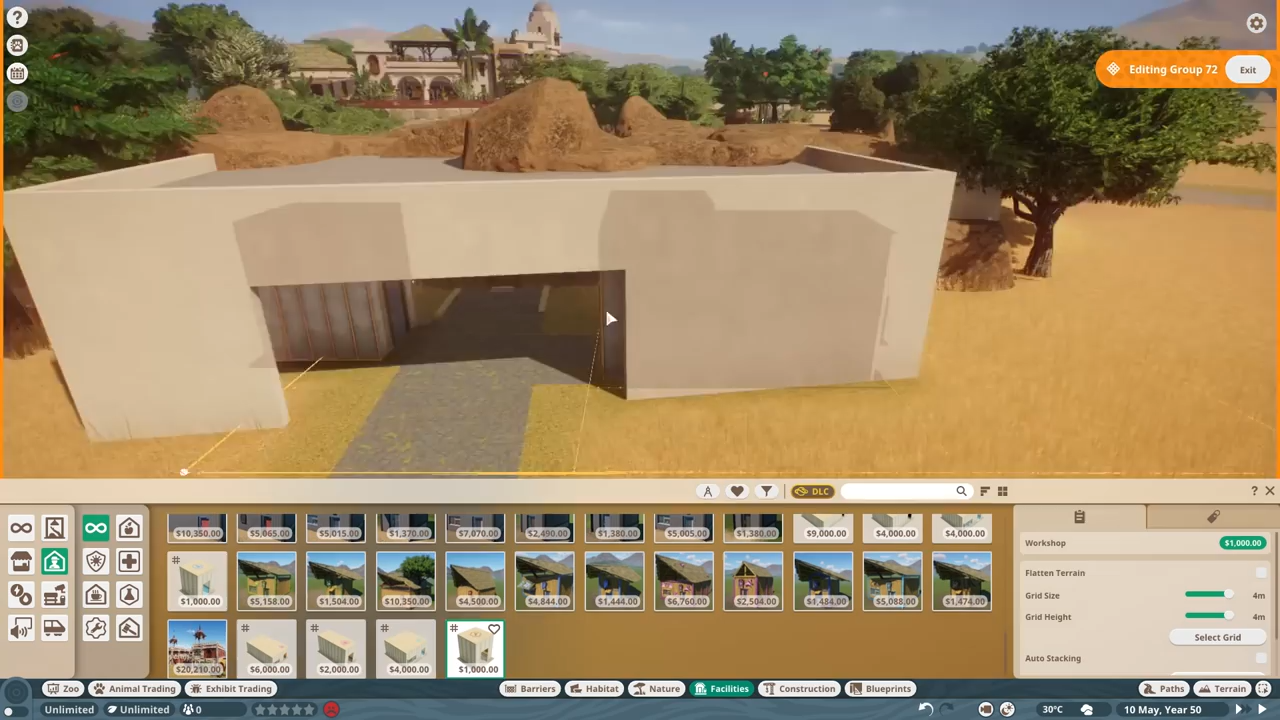 ?
Editing Group 72 Exit
DLC
? ×
$10,350.00 $5,065.00 $5,015.00 $1,370.00 $7,070.00 $2,490.00 $1,380.00 $5,005.00 $1,380.00 $9,000.00 $4,000.00 $4,000.00
Workshop $1,000.00
Flatten Terrain
# $1,000.00 $5,158.00 $1,504.00 $10,350.00 $4,500.00 $4,844.00 $1,444.00 $6,760.00 $2,504.00 $1,484.00 $5,088.00 $1,474.00
Grid Size 4m
Grid Height 4m
Select Grid
# # # #
Auto Stacking
$20,210.00 $6,000.00 $2,000.00 $4,000.00 $1,000.00
Zoo Animal Trading Exhibit Trading Barriers Habitat Nature Facilities Construction Blueprints Paths Terrain
Unlimited Unlimited 0 30°C 10 May, Year 50